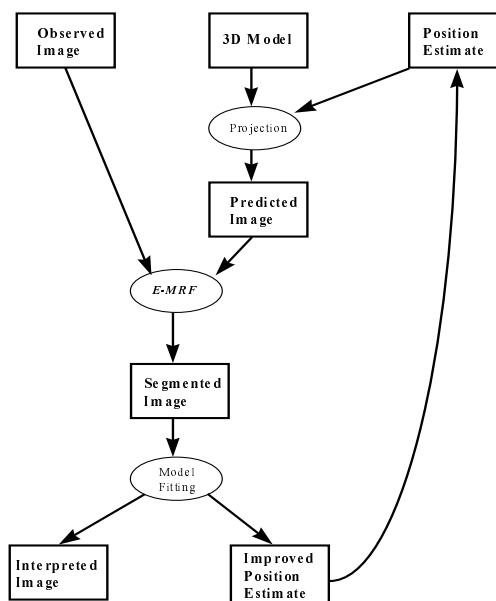 Observed
Image
3D Model
Position
Estimate
Projection
Predicted
Image
E-MRF
Segmented
Image
Model
Fitting
Interpreted
Image
Improved
Position
Estimate